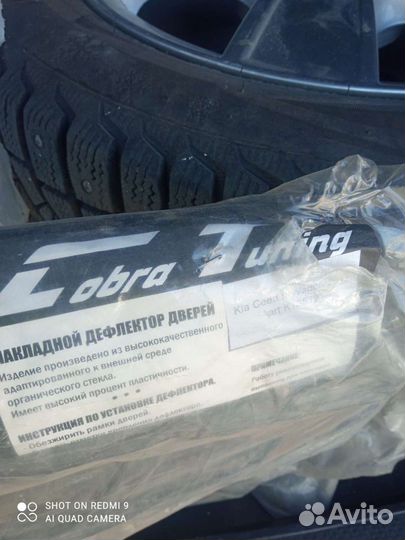 Cobra Tuning
Kia Ceed
НАКЛАДНОЙ ДЕФЛЕКТОР ДВЕРЕЙ
Изделие произведено из высококачественного
адаптированного к внешней среде
органического стекла.
Имеет высокий процент пластичности.
* * *
ИНСТРУКЦИЯ ПО УСТАНОВКЕ ДЕФЛЕКТОРА.
Обезжирить рамки дверей.
ПРИМЕЧАНИЕ
SHOT ON REDMI 9
AI QUAD CAMERA
Avito